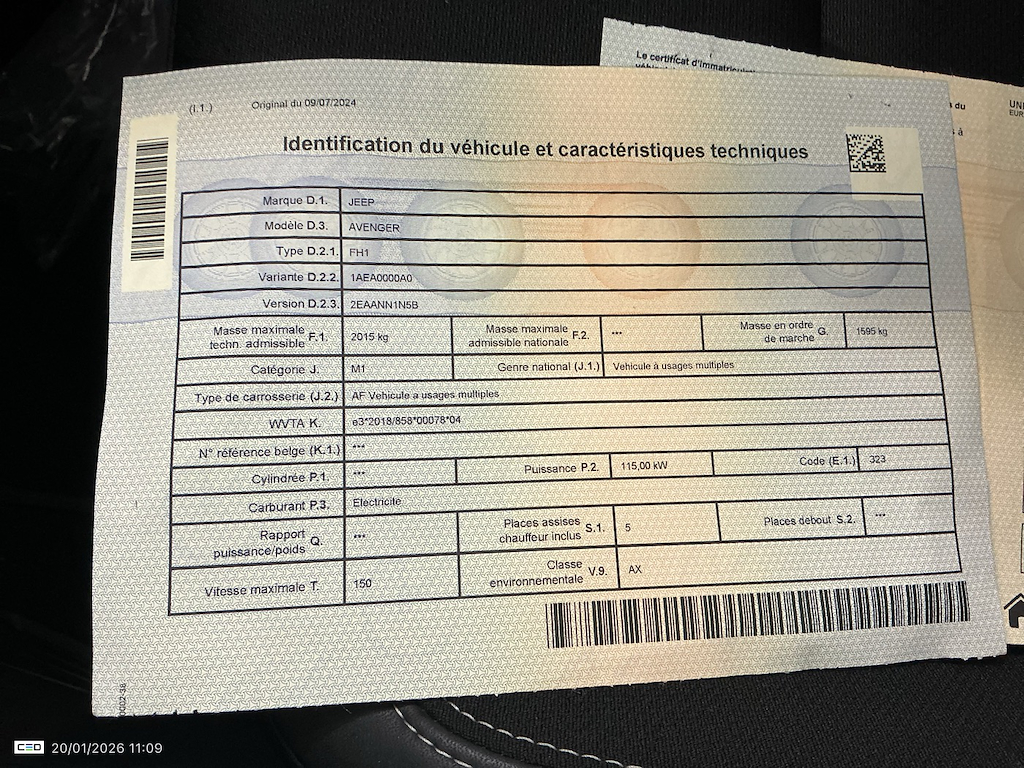 Le certificat d'immatriculation
du
UNI
EUR
s à
(I.1.) Original du 09/07/2024
Identification du véhicule et caractéristiques techniques
Marque D.1. JEEP
Modèle D.3. AVENGER
Type D.2.1. FH1
Variante D.2.2. 1AEA0000A0
Version D.2.3. 2EAANN1N5B
Masse maximale techn. admissible F.1. 2015 kg Masse maximale admissible nationale F.2. *** Masse en ordre de marche G. 1595 kg
Catégorie J. M1 Genre national (J.1.) Vehicule à usages multiples
Type de carrosserie (J.2.) AF Vehicule a usages multiples
WVTA K. e3*2018/858*00078*04
N° référence belge (K.1.) ***
Cylindrée P.1. *** Puissance P.2. 115,00 kW Code (E.1.) 323
Carburant P.3. Electricite
Rapport puissance/poids Q. *** Places assises chauffeur inclus S.1. 5 Places debout S.2. ***
Vitesse maximale T. 150 Classe environnementale V.9. AX
CEO 20/01/2026 11:09